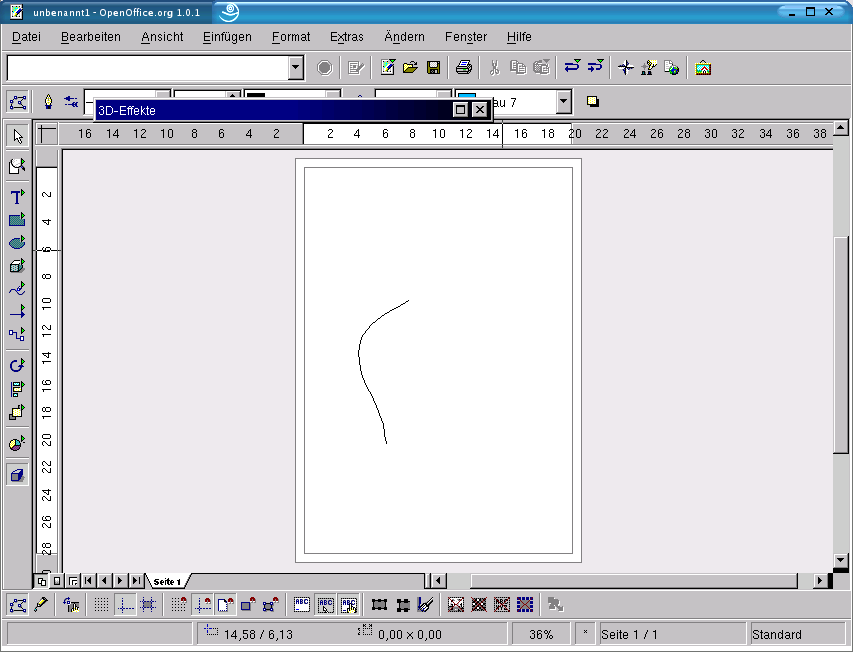 unbenannt1 - OpenOffice.org 1.0.1
Datei Bearbeiten Ansicht Einfügen Format Extras Ändern Fenster Hilfe
au 7
3D-Effekte
16 14 12 10 8 6 4 2 2 4 6 8 10 12 14 16 18 20 22 24 26 28 30 32 34 36 38
2
4
6
8
10
12
14
16
18
20
22
24
26
28
Seite 1
ABC ABC ABC
14,58 / 6,13 0,00 x 0,00 36% * Seite 1 / 1 Standard